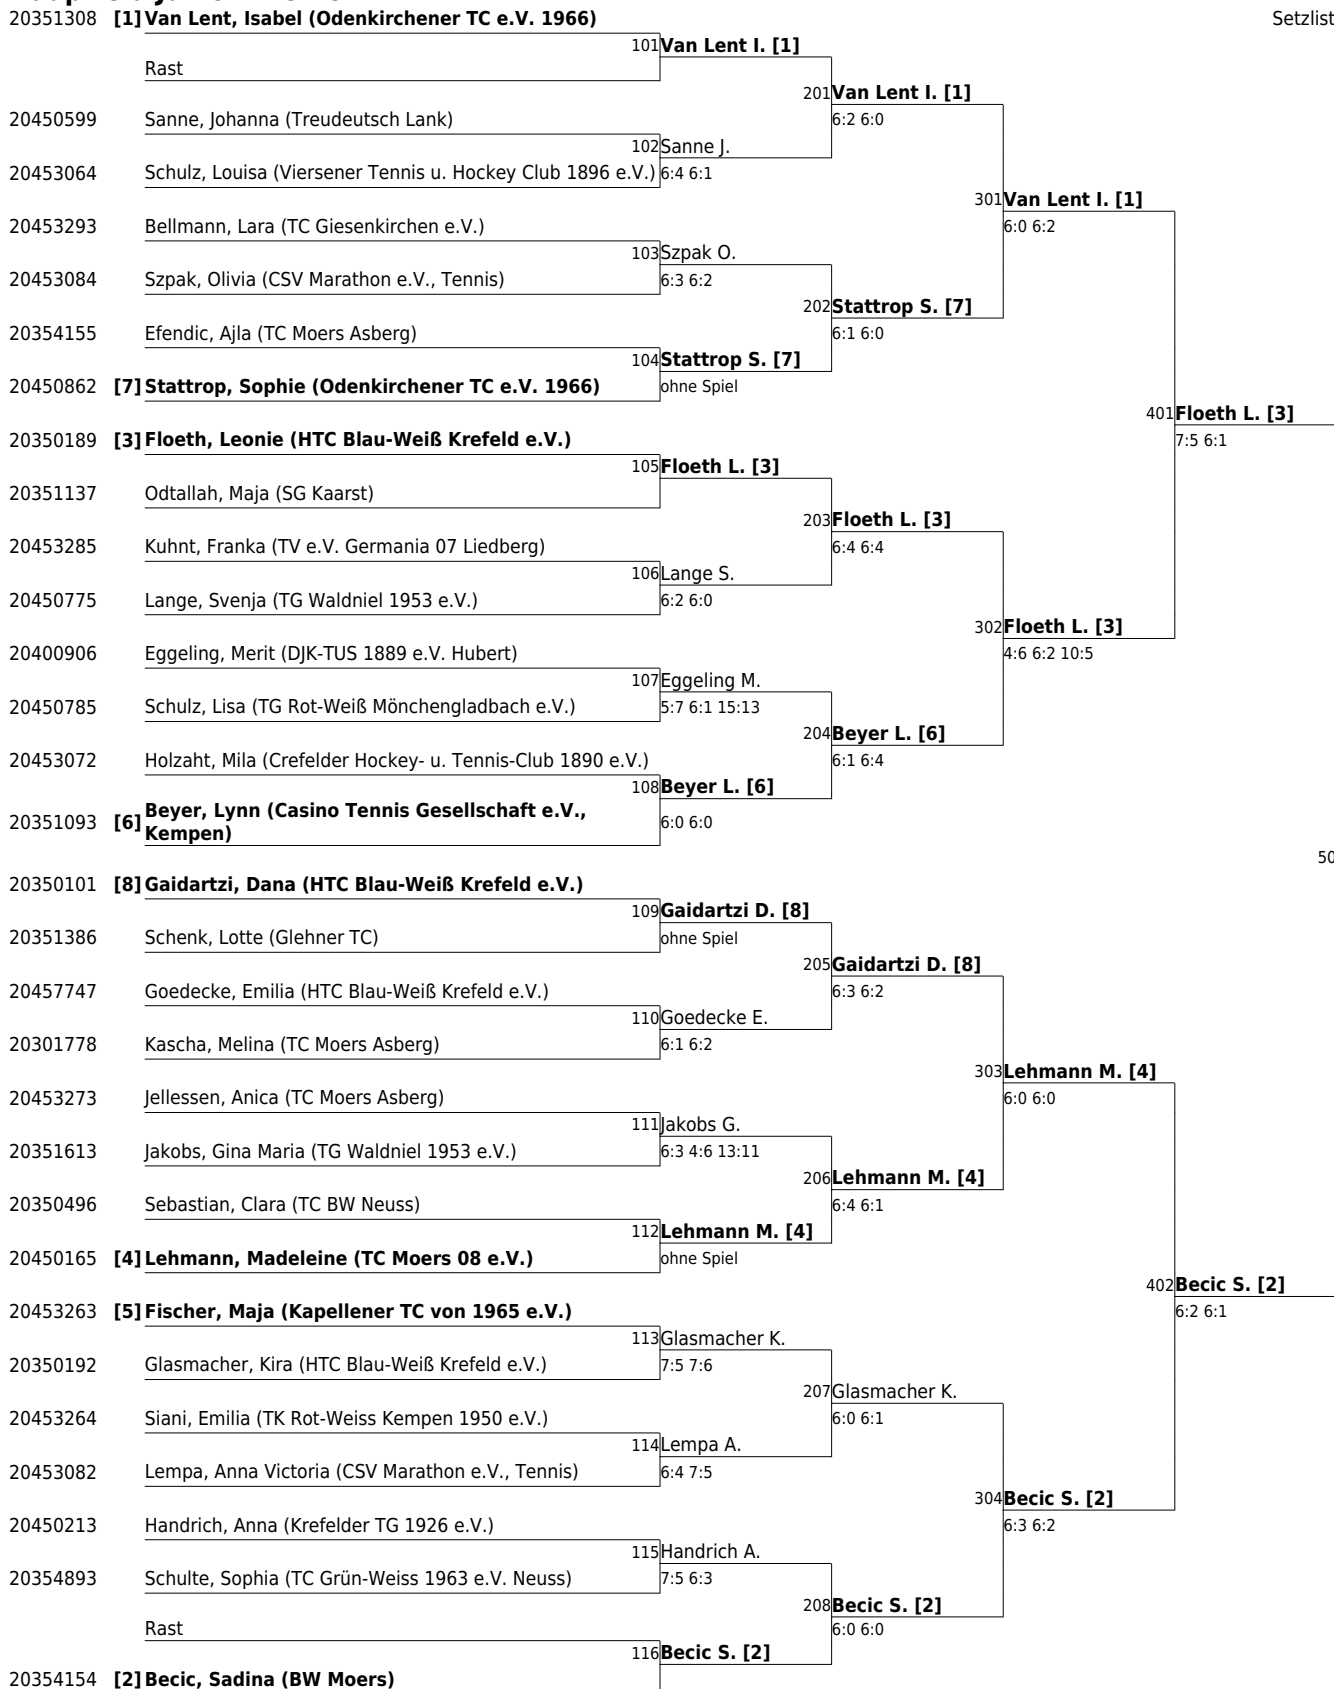 20351308 [1] Van Lent, Isabel (Odenkirchener TC e.V. 1966)
Setzlist
101 Van Lent I. [1]
Rast
201 Van Lent I. [1]
20450599 Sanne, Johanna (Treudeutsch Lank)
6:2 6:0
102 Sanne J.
20453064 Schulz, Louisa (Viersener Tennis u. Hockey Club 1896 e.V.)
6:4 6:1
301 Van Lent I. [1]
20453293 Bellmann, Lara (TC Giesenkirchen e.V.)
6:0 6:2
103 Szpak O.
20453084 Szpak, Olivia (CSV Marathon e.V., Tennis)
6:3 6:2
202 Stattrop S. [7]
20354155 Efendic, Ajla (TC Moers Asberg)
6:1 6:0
104 Stattrop S. [7]
20450862 [7] Stattrop, Sophie (Odenkirchener TC e.V. 1966)
ohne Spiel
401 Floeth L. [3]
20350189 [3] Floeth, Leonie (HTC Blau-Weiß Krefeld e.V.)
7:5 6:1
105 Floeth L. [3]
20351137 Odtallah, Maja (SG Kaarst)
203 Floeth L. [3]
20453285 Kuhnt, Franka (TV e.V. Germania 07 Liedberg)
6:4 6:4
106 Lange S.
20450775 Lange, Svenja (TG Waldniel 1953 e.V.)
6:2 6:0
302 Floeth L. [3]
20400906 Eggeling, Merit (DJK-TUS 1889 e.V. Hubert)
4:6 6:2 10:5
107 Eggeling M.
20450785 Schulz, Lisa (TG Rot-Weiß Mönchengladbach e.V.)
5:7 6:1 15:13
204 Beyer L. [6]
20453072 Holzaht, Mila (Crefelder Hockey- u. Tennis-Club 1890 e.V.)
6:1 6:4
108 Beyer L. [6]
20351093 [6] Beyer, Lynn (Casino Tennis Gesellschaft e.V.,
Kempen)
6:0 6:0
50
20350101 [8] Gaidartzi, Dana (HTC Blau-Weiß Krefeld e.V.)
109 Gaidartzi D. [8]
20351386 Schenk, Lotte (Glehner TC)
ohne Spiel
205 Gaidartzi D. [8]
20457747 Goedecke, Emilia (HTC Blau-Weiß Krefeld e.V.)
6:3 6:2
110 Goedecke E.
20301778 Kascha, Melina (TC Moers Asberg)
6:1 6:2
303 Lehmann M. [4]
20453273 Jellessen, Anica (TC Moers Asberg)
6:0 6:0
111 Jakobs G.
20351613 Jakobs, Gina Maria (TG Waldniel 1953 e.V.)
6:3 4:6 13:11
206 Lehmann M. [4]
20350496 Sebastian, Clara (TC BW Neuss)
6:4 6:1
112 Lehmann M. [4]
20450165 [4] Lehmann, Madeleine (TC Moers 08 e.V.)
ohne Spiel
402 Becic S. [2]
20453263 [5] Fischer, Maja (Kapellener TC von 1965 e.V.)
6:2 6:1
113 Glasmacher K.
20350192 Glasmacher, Kira (HTC Blau-Weiß Krefeld e.V.)
7:5 7:6
207 Glasmacher K.
20453264 Siani, Emilia (TK Rot-Weiss Kempen 1950 e.V.)
6:0 6:1
114 Lempa A.
20453082 Lempa, Anna Victoria (CSV Marathon e.V., Tennis)
6:4 7:5
304 Becic S. [2]
20450213 Handrich, Anna (Krefelder TG 1926 e.V.)
6:3 6:2
115 Handrich A.
20354893 Schulte, Sophia (TC Grün-Weiss 1963 e.V. Neuss)
7:5 6:3
208 Becic S. [2]
Rast
6:0 6:0
116 Becic S. [2]
20354154 [2] Becic, Sadina (BW Moers)